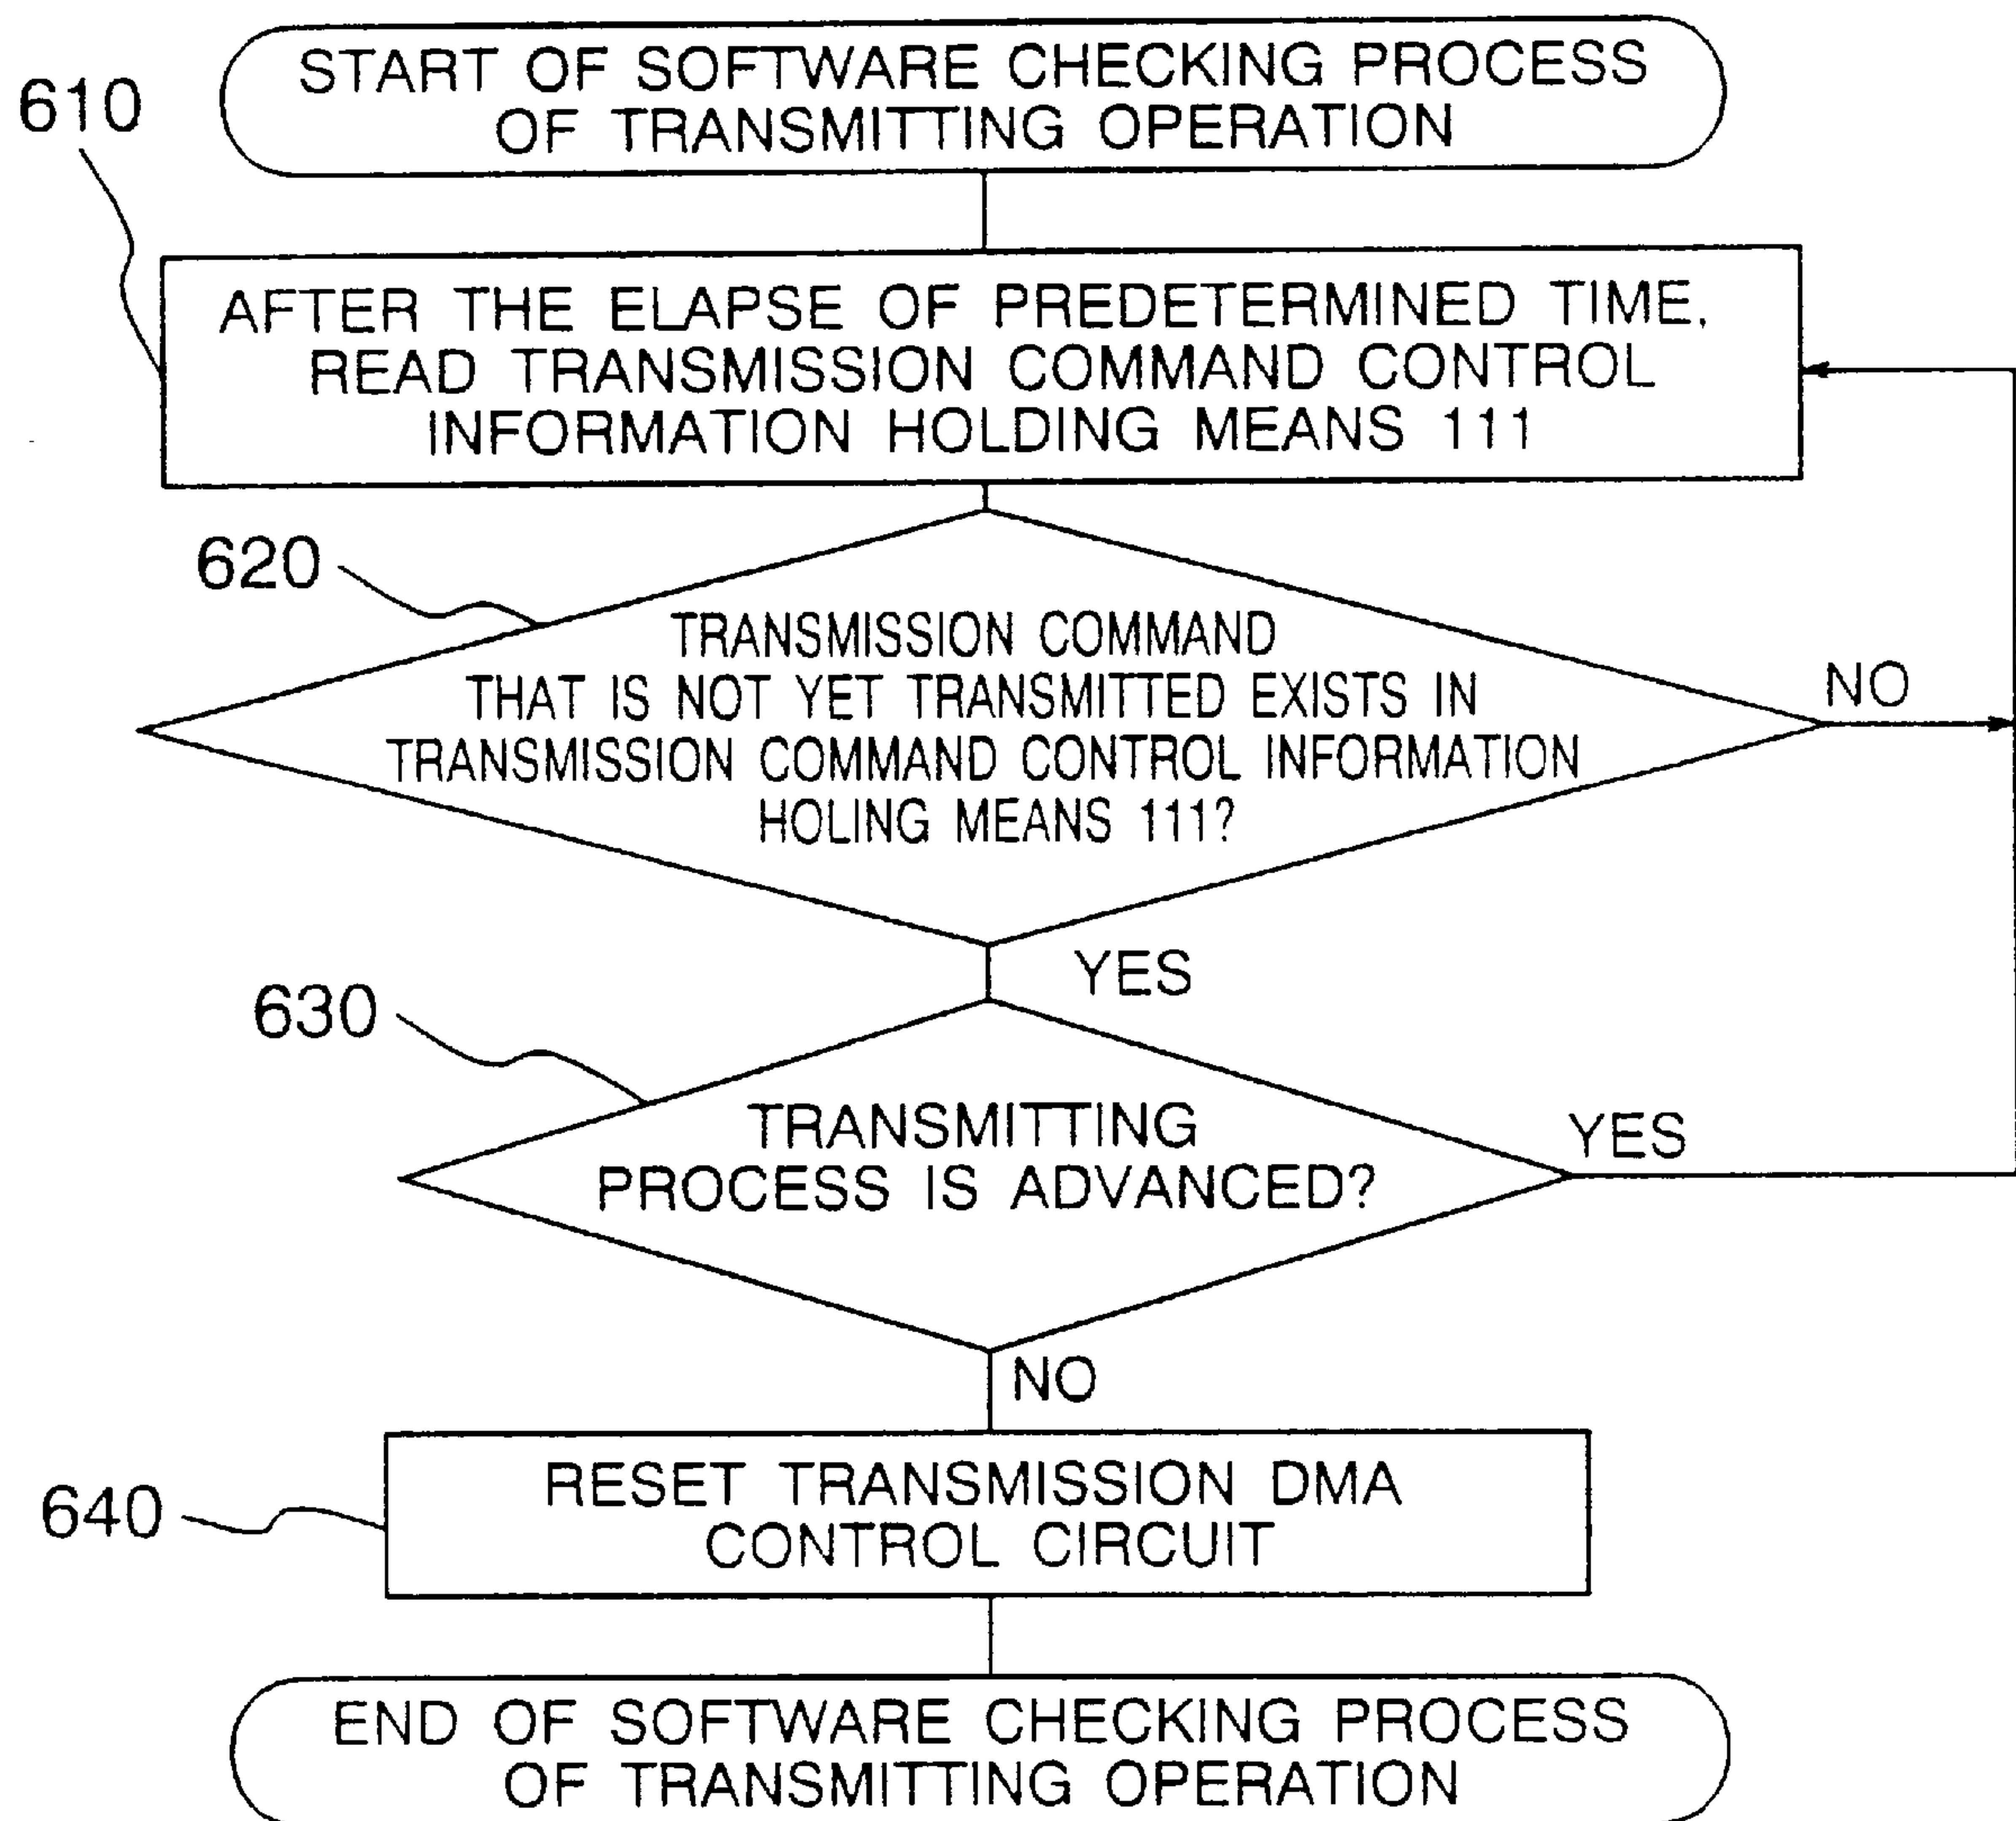 START OF SOFTWARE CHECKING PROCESS
OF TRANSMITTING OPERATION
610
AFTER THE ELAPSE OF PREDETERMINED TIME,
READ TRANSMISSION COMMAND CONTROL
INFORMATION HOLDING MEANS 111
620
TRANSMISSION COMMAND
THAT IS NOT YET TRANSMITTED EXISTS IN
TRANSMISSION COMMAND CONTROL INFORMATION
HOLING MEANS 111?
NO
YES
630
TRANSMITTING
PROCESS IS ADVANCED?
YES
NO
640
RESET TRANSMISSION DMA
CONTROL CIRCUIT
END OF SOFTWARE CHECKING PROCESS
OF TRANSMITTING OPERATION